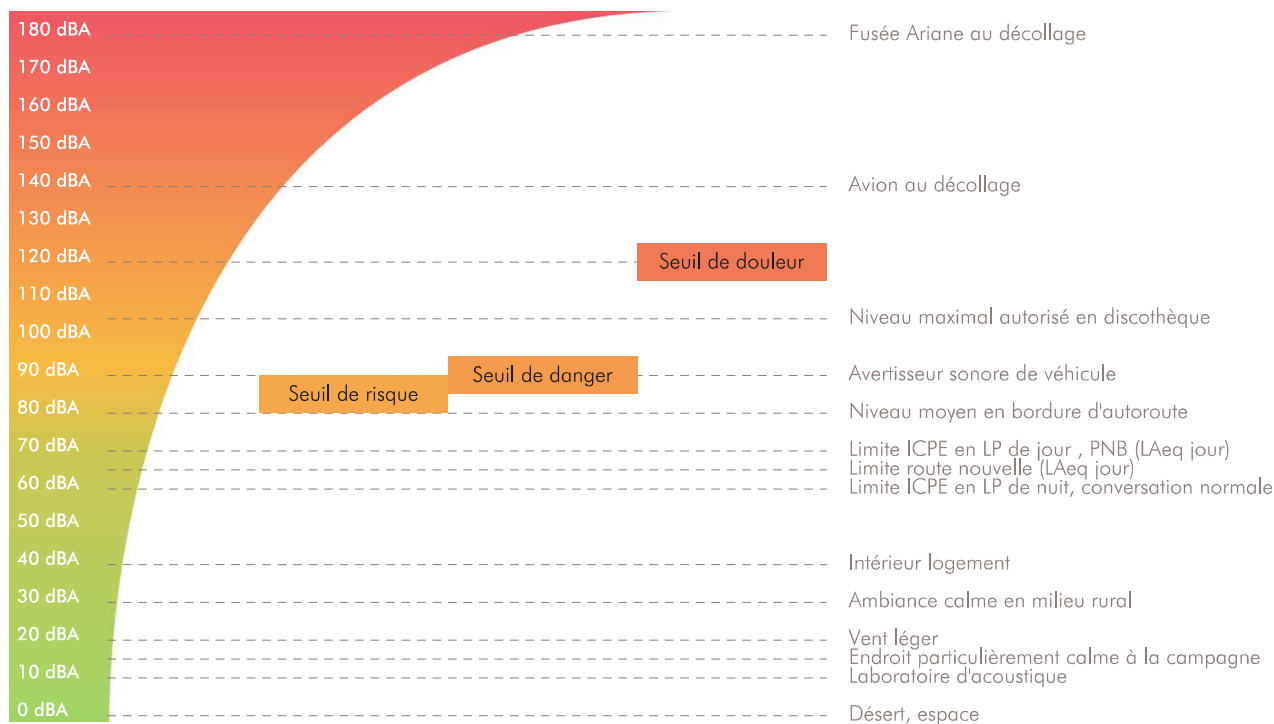 180 dBA
Fusée Ariane au décollage
170 dBA
160 dBA
150 dBA
140 dBA
Avion au décollage
130 dBA
120 dBA
Seuil de douleur
110 dBA
Niveau maximal autorisé en discothèque
100 dBA
90 dBA
Seuil de danger
Avertisseur sonore de véhicule
Seuil de risque
80 dBA
Niveau moyen en bordure d'autoroute
70 dBA
Limite ICPE en LP de jour , PNB (LAeq jour)
Limite route nouvelle (LAeq jour)
60 dBA
Limite ICPE en LP de nuit, conversation normale
50 dBA
40 dBA
Intérieur logement
30 dBA
Ambiance calme en milieu rural
20 dBA
Vent léger
Endroit particulièrement calme à la campagne
10 dBA
Laboratoire d'acoustique
0 dBA
Désert, espace